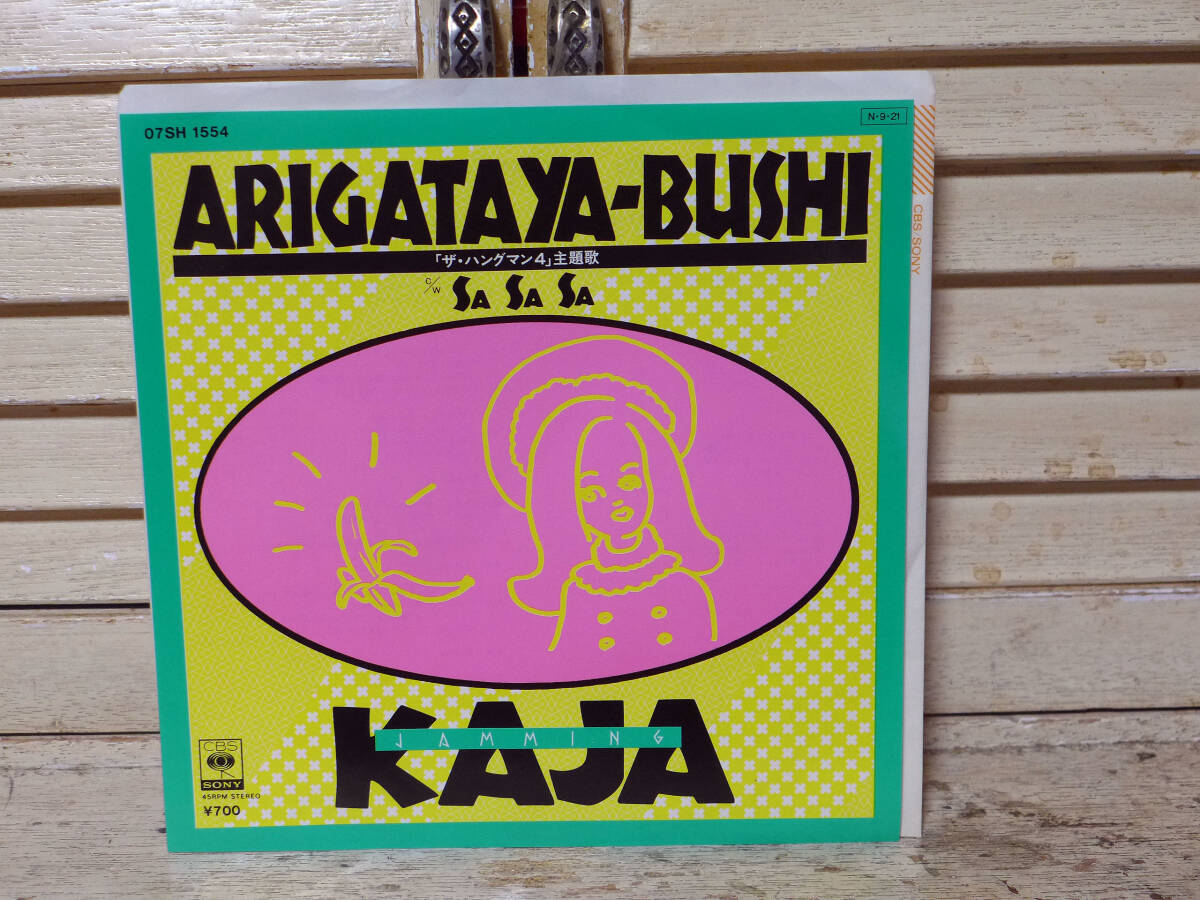 07SH 1554
N·9·21
ARIGATAYA-BUSHI
「ザ・ハングマン4」主題歌
C/W SA SA SA
CBS/SONY
KAJA
JAMMING
CBS
SONY
45RPM STEREO
¥700